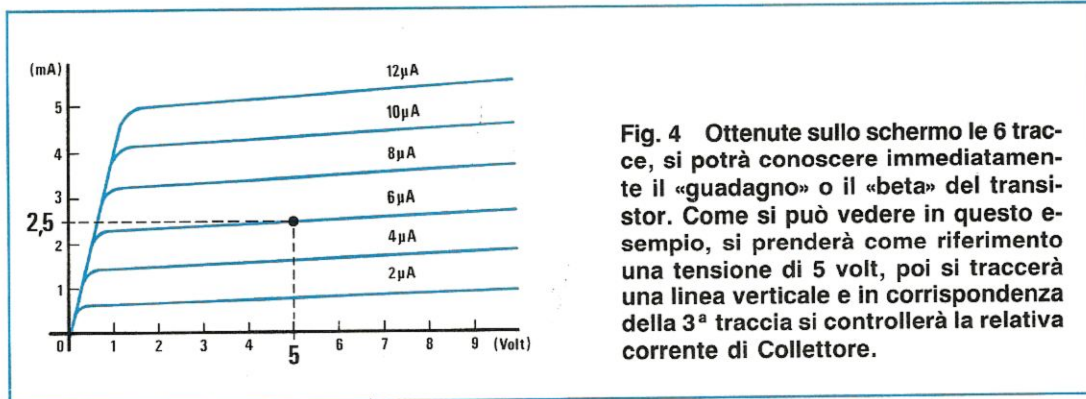 (mA)
12µA
5
10µA
4
8µA
3
6µA
2,5
2
4µA
1
2µA
0 1 2 3 4 5 6 7 8 9 (Volt)
Fig. 4 Ottenute sullo schermo le 6 trac-
ce, si potrà conoscere immediatamen-
te il «guadagno» o il «beta» del transi-
stor. Come si può vedere in questo e-
sempio, si prenderà come riferimento
una tensione di 5 volt, poi si traccerà
una linea verticale e in corrispondenza
della 3ª traccia si controllerà la relativa
corrente di Collettore.